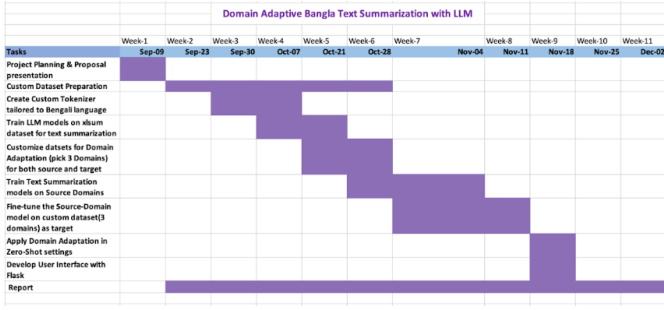 Domain Adaptive Bangla Text Summarization with LLM
Week-1 Week-2 Week-3 Week-4 Week-5 Week-6 Week-7 Week-8 Week-9 Week-10 Week-11
Tasks Sep-09 Sep-23 Sep-30 Oct-07 Oct-21 Oct-28 Nov-04 Nov-11 Nov-18 Nov-25 Dec-02
Project Planning & Proposal
presentation
Custom Dataset Preparation
Create Custom Tokenizer
tailored to Bengali language
Train LLM models on xlsum
dataset for text summarization
Customize datsets for Domain
Adaptation (pick 3 Domains)
for both source and target
Train Text Summarization
models on Source Domains
Fine-tune the Source-Domain
model on custom dataset(3
domains) as target
Apply Domain Adaptation in
Zero-Shot settings
Develop User Interface with
Flask
Report